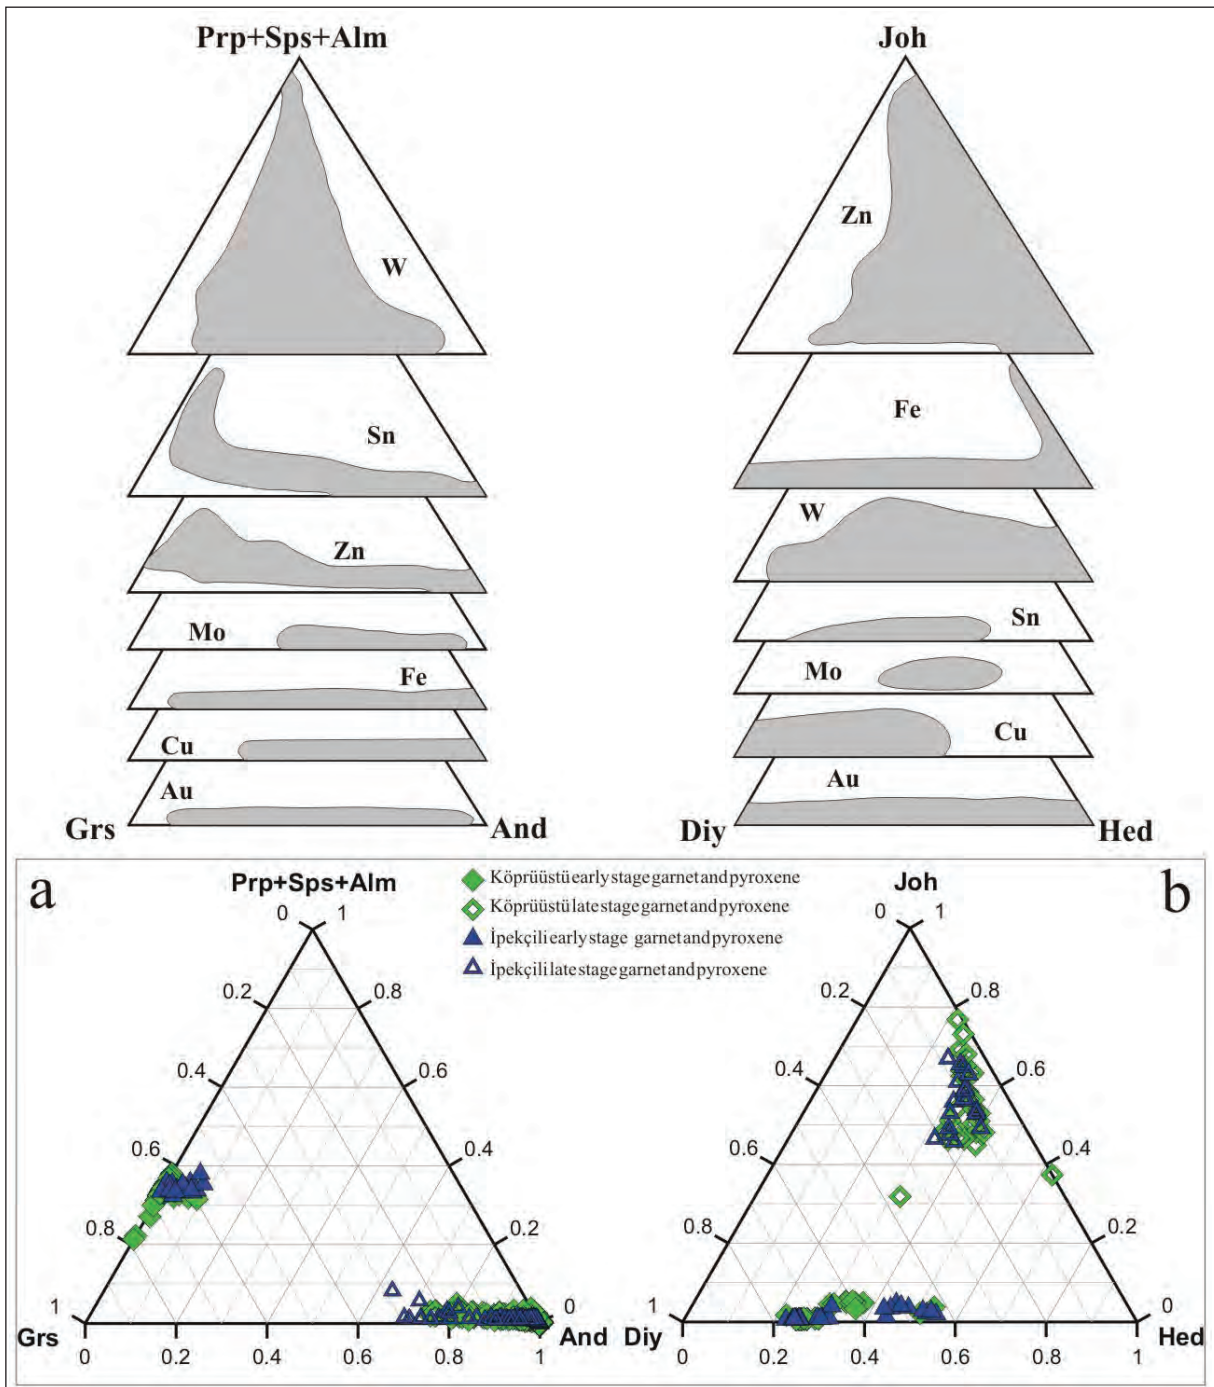 Prp+Sps+Alm
W
Sn
Zn
Mo
Fe
Cu
Au
Grs
And
Joh
Zn
Fe
W
Sn
Mo
Cu
Au
Diy
Hed
a
Prp+Sps+Alm
0 1
0.2 0.8
0.4 0.6
0.6 0.4
0.8 0.2
1 0
Grs
And
0 0.2 0.4 0.6 0.8 1
Köprüüstü early stage garnet and pyroxene
Köprüüstü late stage garnet and pyroxene
İpekçili early stage garnet and pyroxene
İpekçili late stage garnet and pyroxene
b
Joh
0 1
0.2 0.8
0.4 0.6
0.6 0.4
0.8 0.2
1 0
Diy
Hed
0 0.2 0.4 0.6 0.8 1